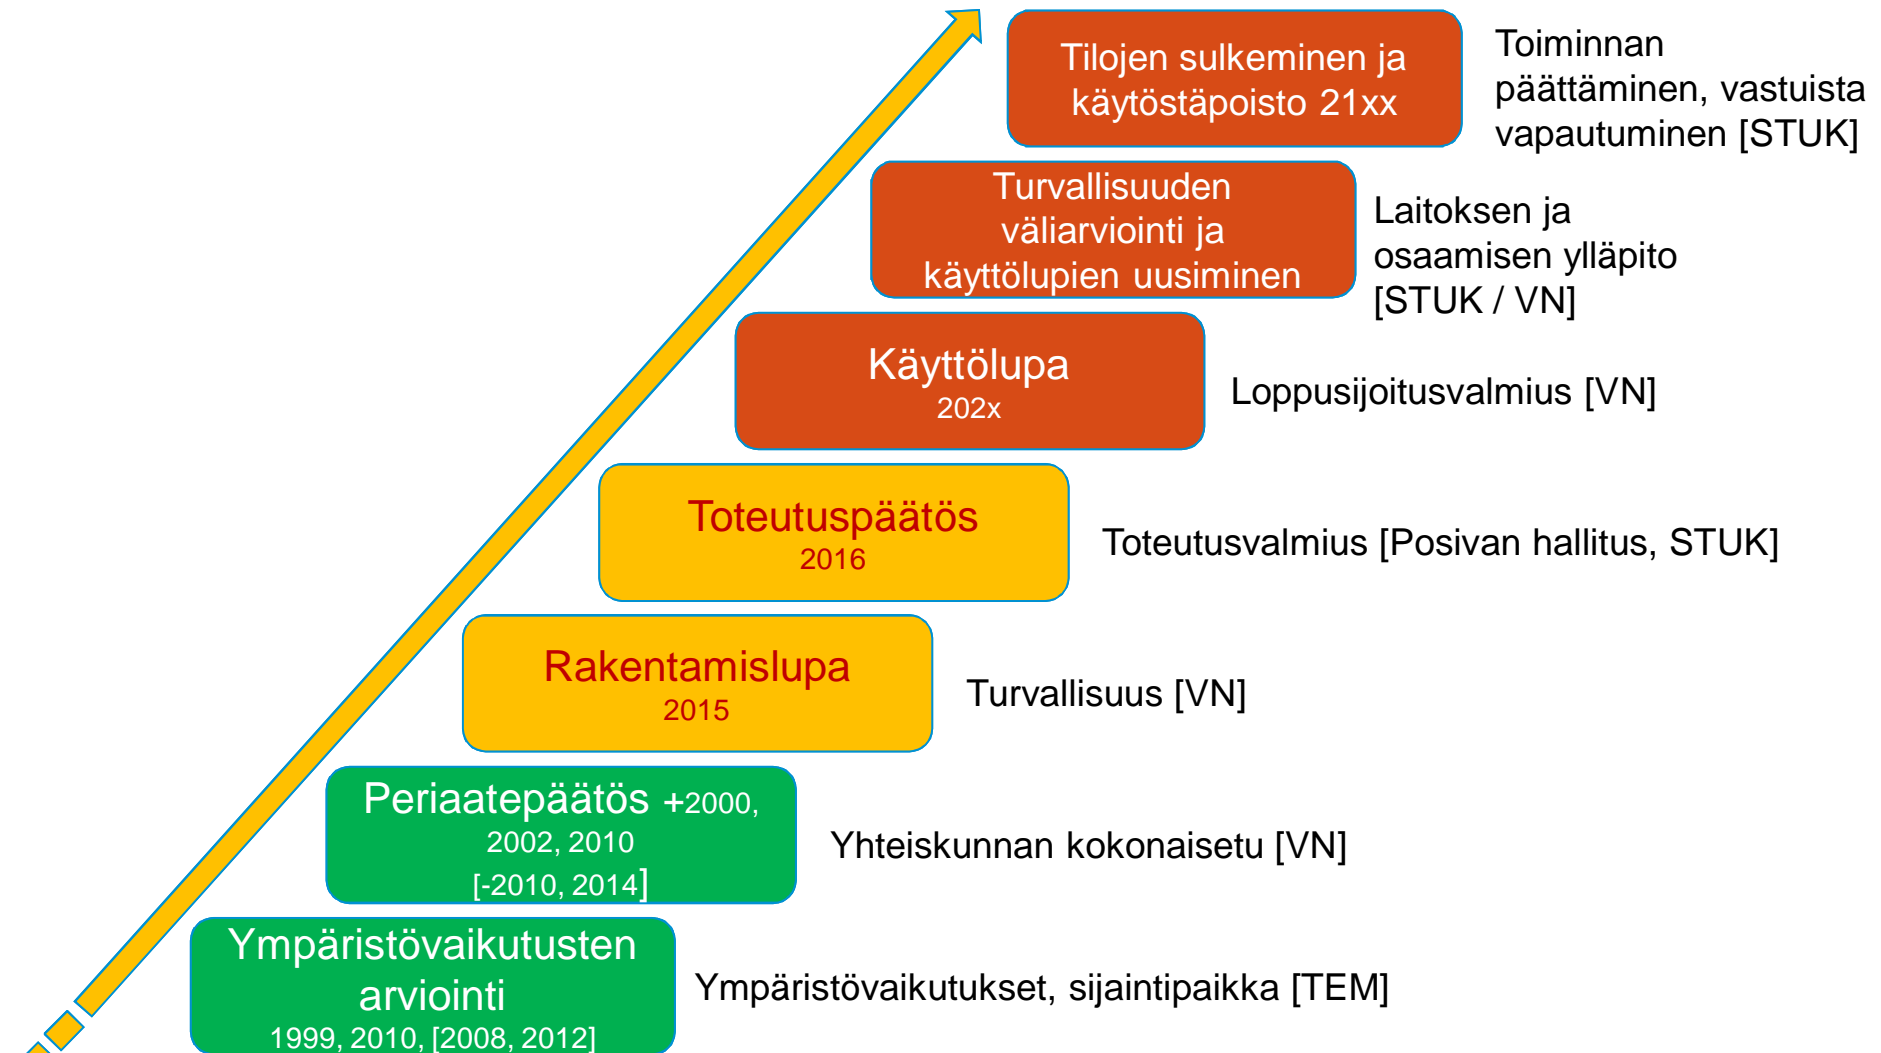 Tilojen sulkeminen ja
käytöstäpoisto 21xx
Toiminnan
päättäminen, vastuista
vapautuminen [STUK]
Turvallisuuden
väliarviointi ja
käyttölupien uusiminen
Laitoksen ja
osaamisen ylläpito
[STUK / VN]
Käyttölupa
202x
Loppusijoitusvalmius [VN]
Toteutuspäätös
2016
Toteutusvalmius [Posivan hallitus, STUK]
Rakentamislupa
2015
Turvallisuus [VN]
Periaatepäätös +2000,
2002, 2010
[-2010, 2014]
Yhteiskunnan kokonaisetu [VN]
Ympäristövaikutusten
arviointi
1999, 2010, [2008, 2012]
Ympäristövaikutukset, sijaintipaikka [TEM]